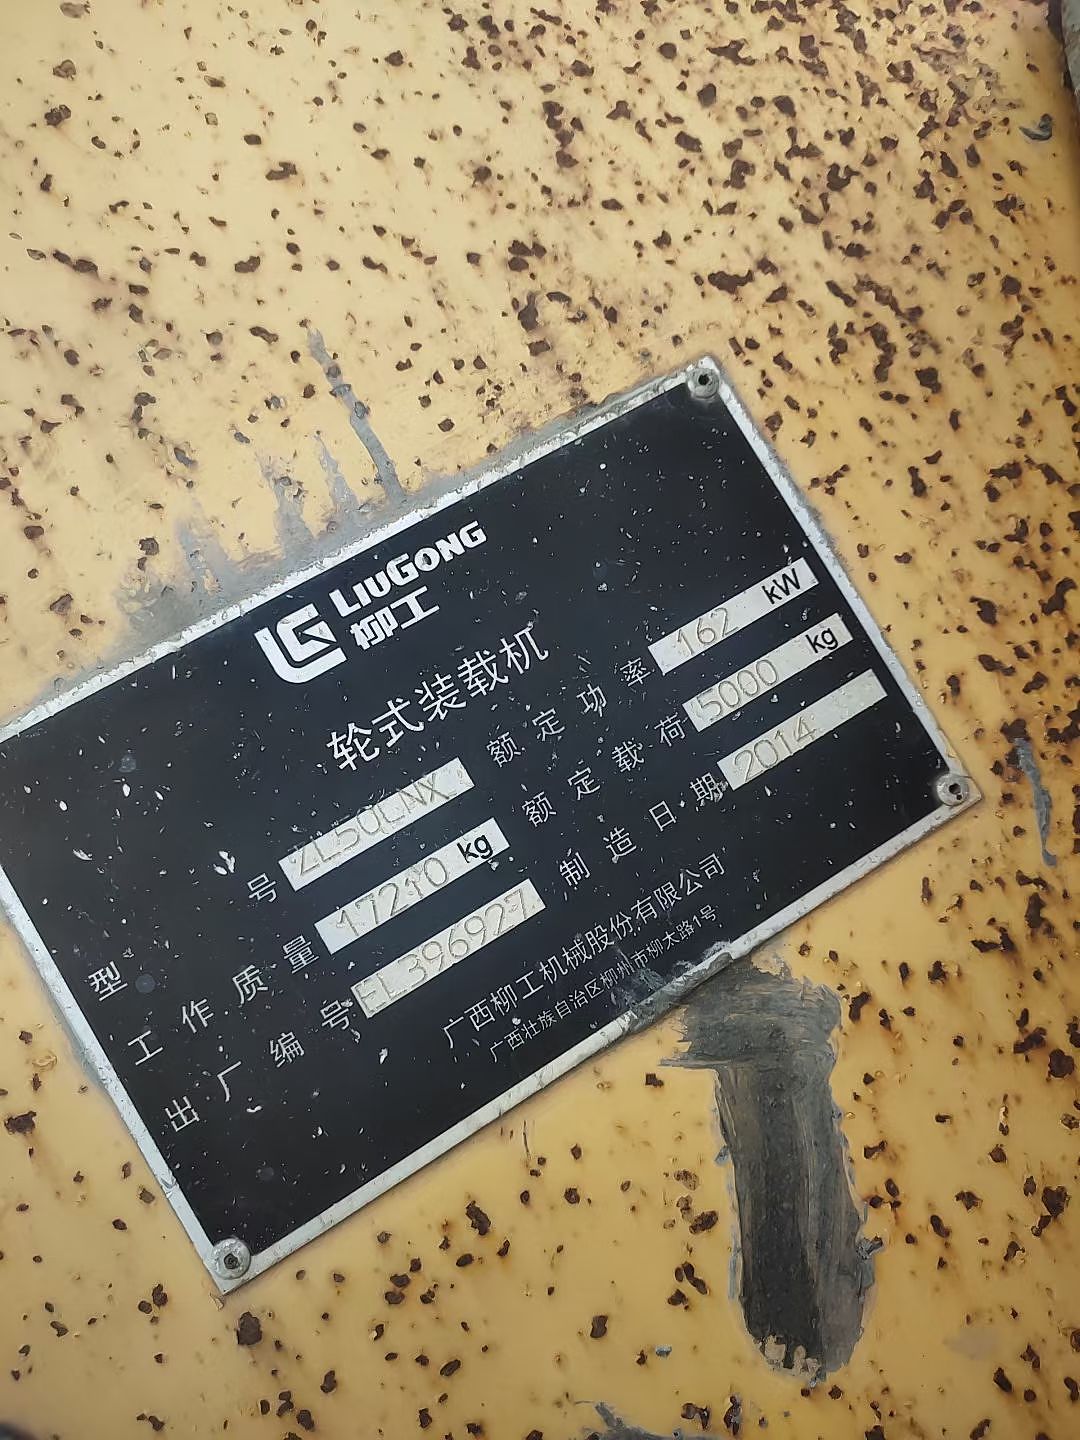 LIUGONG
柳工
轮式装载机
型号 ZL50CNX 额定功率 162 kW
工作质量 17210 kg 额定载荷 5000 kg
出厂编号 EL396927 制造日期 2014
广西柳工机械股份有限公司
广西壮族自治区柳州市柳太路1号